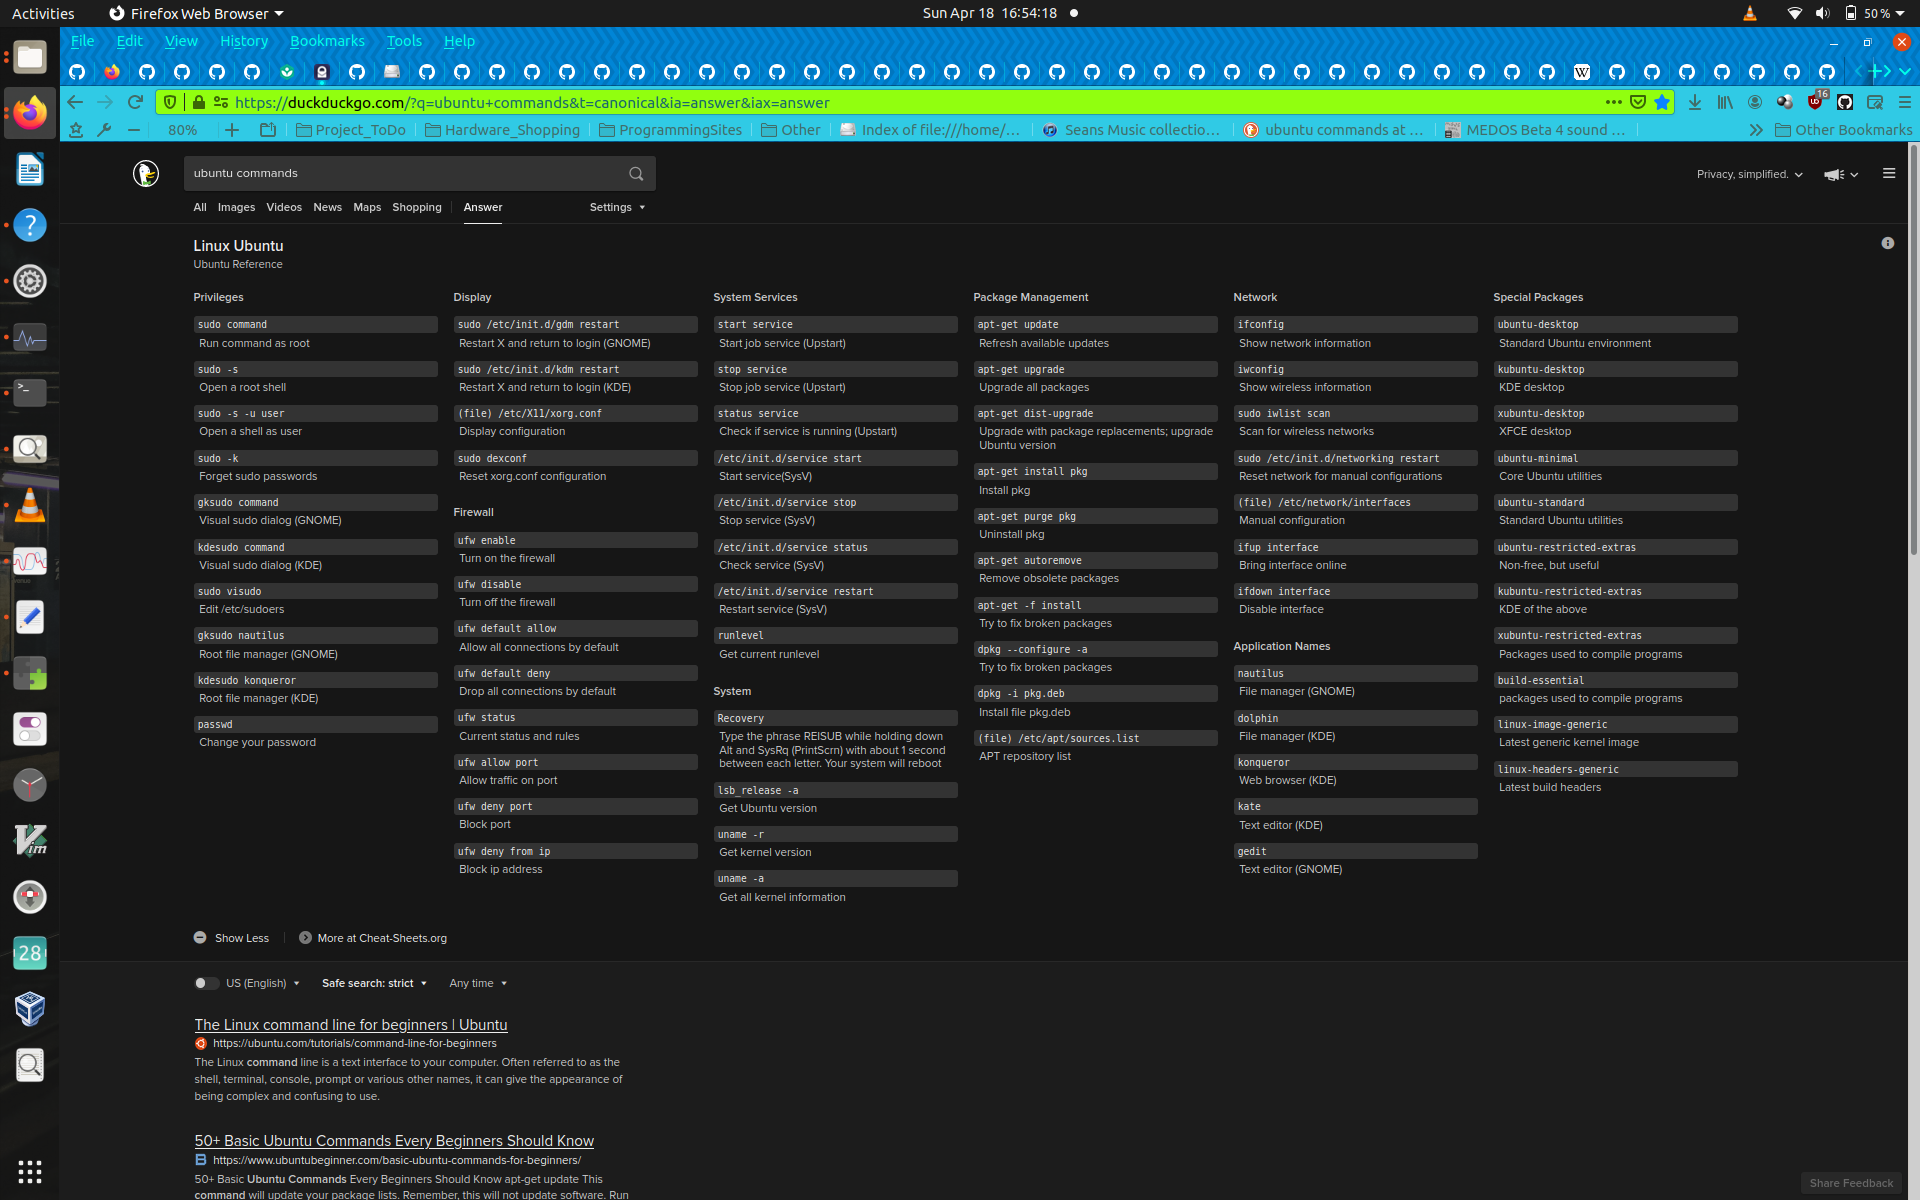 Activities
Firefox Web Browser
Sun Apr 18 16:54:18
50 %
File Edit View History Bookmarks Tools Help
https://duckduckgo.com/?q=ubuntu+commands&t=canonical&ia=answer&iax=answer
16
80%
Project_ToDo
Hardware_Shopping
ProgrammingSites
Other
Index of file:///home/...
Seans Music collectio...
ubuntu commands at ...
MEDOS Beta 4 sound ...
Other Bookmarks
ubuntu commands
Privacy, simplified.
All Images Videos News Maps Shopping Answer Settings
Linux Ubuntu
Ubuntu Reference
Privileges
sudo command
Run command as root
sudo -s
Open a root shell
sudo -s -u user
Open a shell as user
sudo -k
Forget sudo passwords
gksudo command
Visual sudo dialog (GNOME)
kdesudo command
Visual sudo dialog (KDE)
sudo visudo
Edit /etc/sudoers
gksudo nautilus
Root file manager (GNOME)
kdesudo konqueror
Root file manager (KDE)
passwd
Change your password
Display
sudo /etc/init.d/gdm restart
Restart X and return to login (GNOME)
sudo /etc/init.d/kdm restart
Restart X and return to login (KDE)
(file) /etc/X11/xorg.conf
Display configuration
sudo dexconf
Reset xorg.conf configuration
Firewall
ufw enable
Turn on the firewall
ufw disable
Turn off the firewall
ufw default allow
Allow all connections by default
ufw default deny
Drop all connections by default
ufw status
Current status and rules
ufw allow port
Allow traffic on port
ufw deny port
Block port
ufw deny from ip
Block ip address
System Services
start service
Start job service (Upstart)
stop service
Stop job service (Upstart)
status service
Check if service is running (Upstart)
/etc/init.d/service start
Start service(SysV)
/etc/init.d/service stop
Stop service (SysV)
/etc/init.d/service status
Check service (SysV)
/etc/init.d/service restart
Restart service (SysV)
runlevel
Get current runlevel
System
Recovery
Type the phrase REISUB while holding down
Alt and SysRq (PrintScrn) with about 1 second
between each letter. Your system will reboot
lsb_release -a
Get Ubuntu version
uname -r
Get kernel version
uname -a
Get all kernel information
Package Management
apt-get update
Refresh available updates
apt-get upgrade
Upgrade all packages
apt-get dist-upgrade
Upgrade with package replacements; upgrade
Ubuntu version
apt-get install pkg
Install pkg
apt-get purge pkg
Uninstall pkg
apt-get autoremove
Remove obsolete packages
apt-get -f install
Try to fix broken packages
dpkg --configure -a
Try to fix broken packages
dpkg -i pkg.deb
Install file pkg.deb
(file) /etc/apt/sources.list
APT repository list
Network
ifconfig
Show network information
iwconfig
Show wireless information
sudo iwlist scan
Scan for wireless networks
sudo /etc/init.d/networking restart
Reset network for manual configurations
(file) /etc/network/interfaces
Manual configuration
ifup interface
Bring interface online
ifdown interface
Disable interface
Application Names
nautilus
File manager (GNOME)
dolphin
File manager (KDE)
konqueror
Web browser (KDE)
kate
Text editor (KDE)
gedit
Text editor (GNOME)
Special Packages
ubuntu-desktop
Standard Ubuntu environment
kubuntu-desktop
KDE desktop
xubuntu-desktop
XFCE desktop
ubuntu-minimal
Core Ubuntu utilities
ubuntu-standard
Standard Ubuntu utilities
ubuntu-restricted-extras
Non-free, but useful
kubuntu-restricted-extras
KDE of the above
xubuntu-restricted-extras
Packages used to compile programs
build-essential
packages used to compile programs
linux-image-generic
Latest generic kernel image
linux-headers-generic
Latest build headers
Show Less
More at Cheat-Sheets.org
US (English) Safe search: strict Any time
The Linux command line for beginners | Ubuntu
https://ubuntu.com/tutorials/command-line-for-beginners
The Linux command line is a text interface to your computer. Often referred to as the
shell, terminal, console, prompt or various other names, it can give the appearance of
being complex and confusing to use.
50+ Basic Ubuntu Commands Every Beginners Should Know
https://www.ubuntubeginner.com/basic-ubuntu-commands-for-beginners/
50+ Basic Ubuntu Commands Every Beginners Should Know apt-get update This
command will update your package lists. Remember, this will not update software. Run
Share Feedback
28